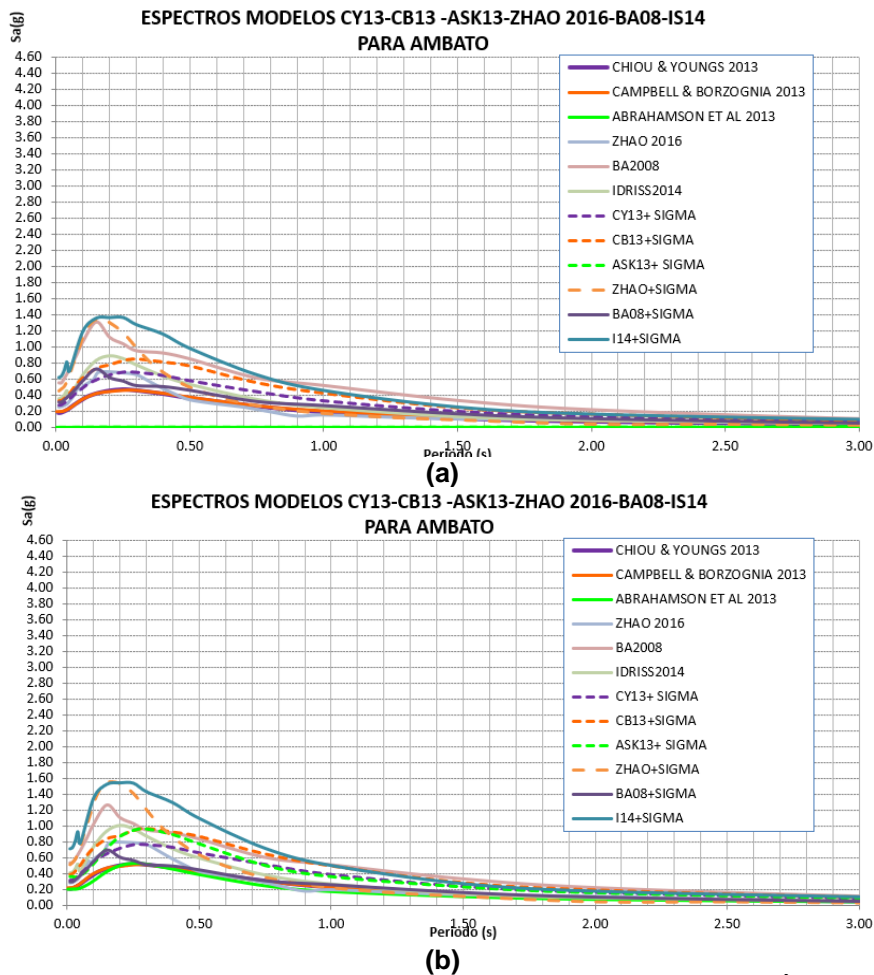 ESPECTROS MODELOS CY13-CB13 -ASK13-ZHAO 2016-BA08-IS14
PARA AMBATO
Sa(g)
4.60
4.40
4.20
4.00
3.80
3.60
3.40
3.20
3.00
2.80
2.60
2.40
2.20
2.00
1.80
1.60
1.40
1.20
1.00
0.80
0.60
0.40
0.20
0.00
CHIOU & YOUNGS 2013
CAMPBELL & BORZOGNIA 2013
ABRAHAMSON ET AL 2013
ZHAO 2016
BA2008
IDRISS2014
CY13+ SIGMA
CB13+SIGMA
ASK13+ SIGMA
ZHAO+SIGMA
BA08+SIGMA
I14+SIGMA
0.00 0.50 1.00 1.50 2.00 2.50 3.00
Periodo (s)
(a)
ESPECTROS MODELOS CY13-CB13 -ASK13-ZHAO 2016-BA08-IS14
PARA AMBATO
Sa(g)
4.60
4.40
4.20
4.00
3.80
3.60
3.40
3.20
3.00
2.80
2.60
2.40
2.20
2.00
1.80
1.60
1.40
1.20
1.00
0.80
0.60
0.40
0.20
0.00
CHIOU & YOUNGS 2013
CAMPBELL & BORZOGNIA 2013
ABRAHAMSON ET AL 2013
ZHAO 2016
BA2008
IDRISS2014
CY13+ SIGMA
CB13+SIGMA
ASK13+ SIGMA
ZHAO+SIGMA
BA08+SIGMA
I14+SIGMA
0.00 0.50 1.00 1.50 2.00 2.50 3.00
Periodo (s)
(b)